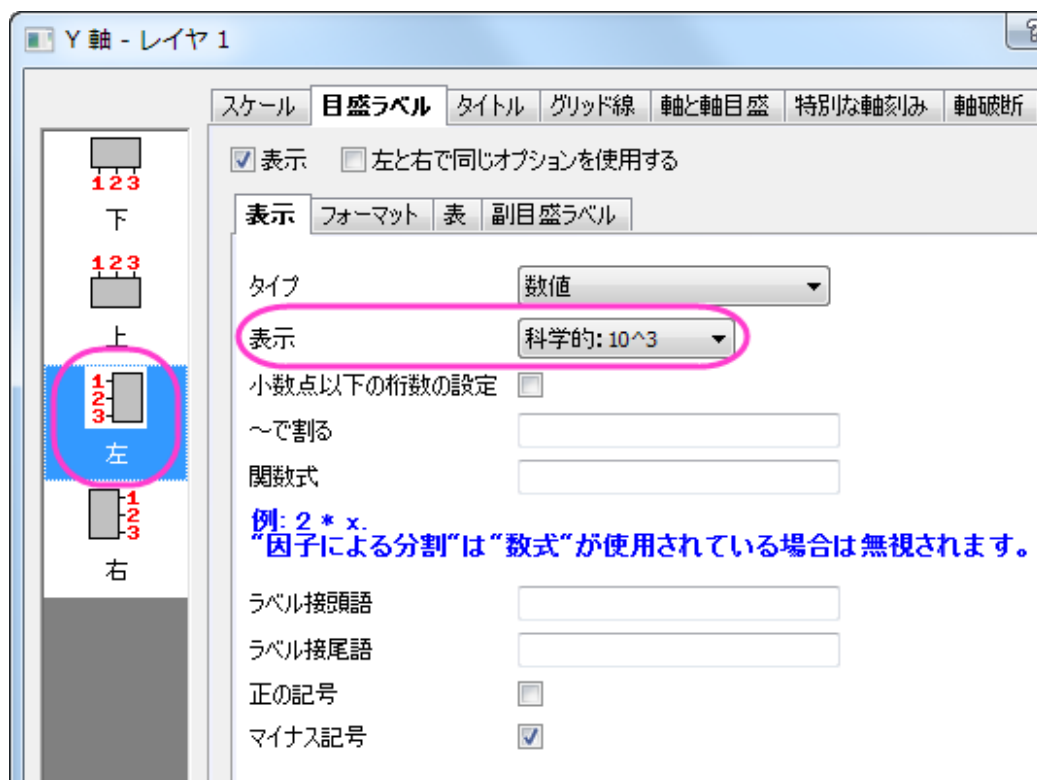 Y 軸 - レイヤ 1
スケール 目盛ラベル タイトル グリッド線 軸と軸目盛 特別な軸刻み 軸破断
123
下
123
上
1
2
3
左
1
2
3
右
表示 左と右で同じオプションを使用する
表示 フォーマット 表 副目盛ラベル
タイプ 数値
表示 科学的: 10^3
小数点以下の桁数の設定
～で割る
関数式
例: 2 * x.
"因子による分割"は"数式"が使用されている場合は無視されます。
ラベル接頭語
ラベル接尾語
正の記号
マイナス記号